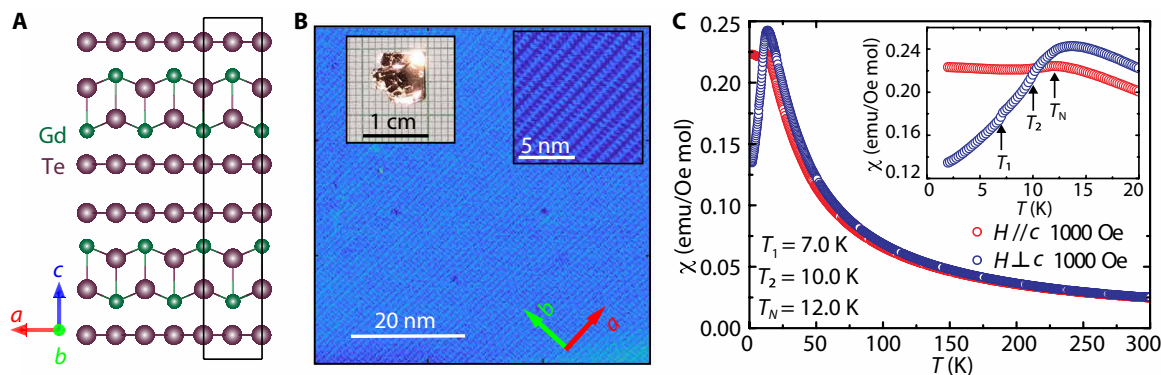 A
Gd
Te
c
a
b
B
1 cm
5 nm
20 nm
b
a
C
χ (emu/Oe mol)
0.25
0.20
0.15
0.10
0.05
0.00
0
50
100
150
200
250
300
T (K)
T₁ = 7.0 K
T₂ = 10.0 K
T_N = 12.0 K
χ (emu/Oe mol)
0.24
0.20
0.16
0.12
0
5
10
15
20
T (K)
T₁
T₂
T_N
H // c 1000 Oe
H⊥c 1000 Oe